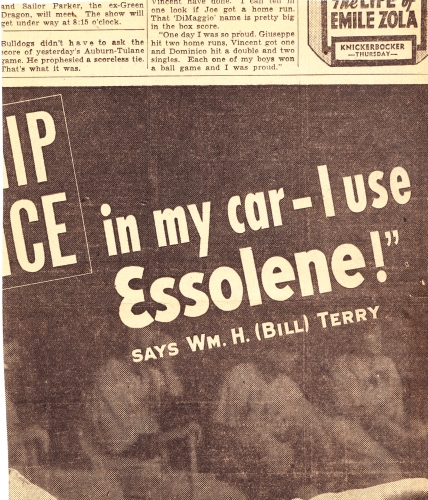 and Sailor Parker, the ex-Green
Dragon, will meet. The show will
get under way at 8:15 o'clock.
Bulldogs didn't have to ask the
score of yesterday's Auburn-Tulane
game. He prophesied a scoreless tie.
That's what it was.
Vincent have done. I can tell in
one look if Joe got a home run.
That 'DiMaggio' name is pretty big
in the box score.
"One day I was so proud. Giuseppe
hit two home runs, Vincent got one
and Dominico hit a double and two
singles. Each one of my boys won
a ball game and I was proud."
The LIFE of
EMILE ZOLA
KNICKERBOCKER
—THURSDAY—
IP
ICE
in my car—I use
Essolene!"
SAYS WM. H. (BILL) TERRY